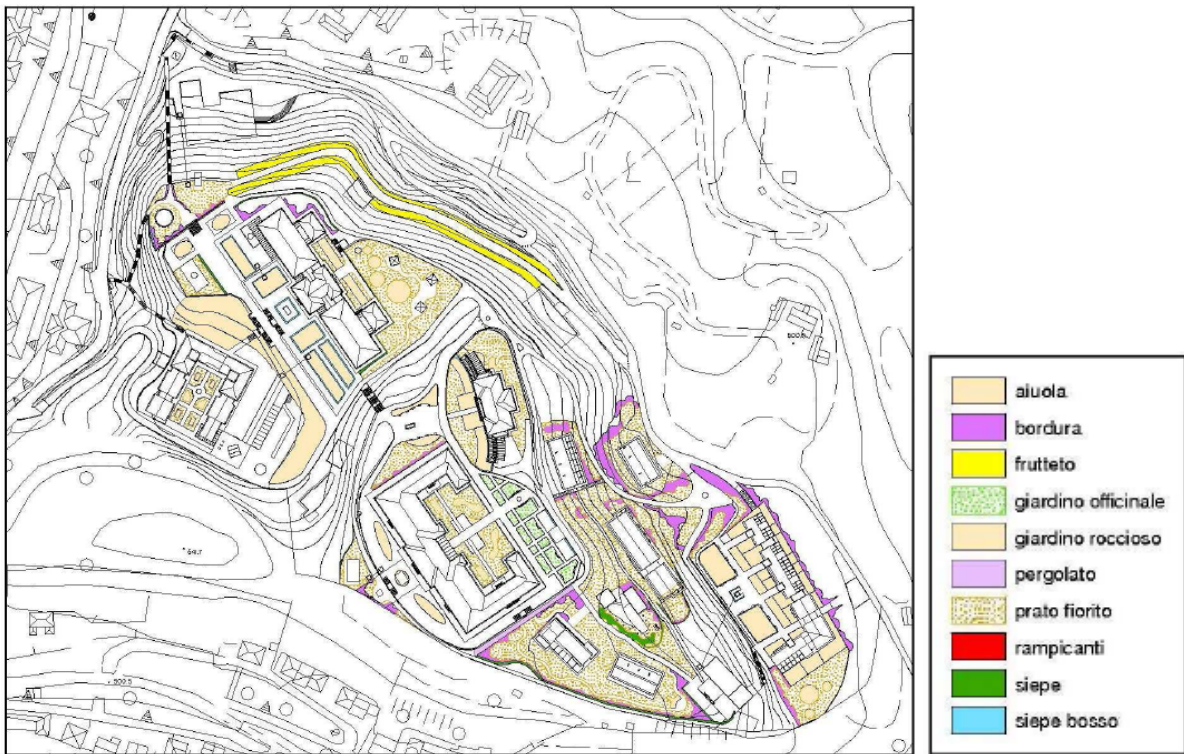 aiuola
bordura
frutteto
giardino officinale
giardino roccioso
pergolato
prato fiorito
rampicanti
siepe
siepe bosso